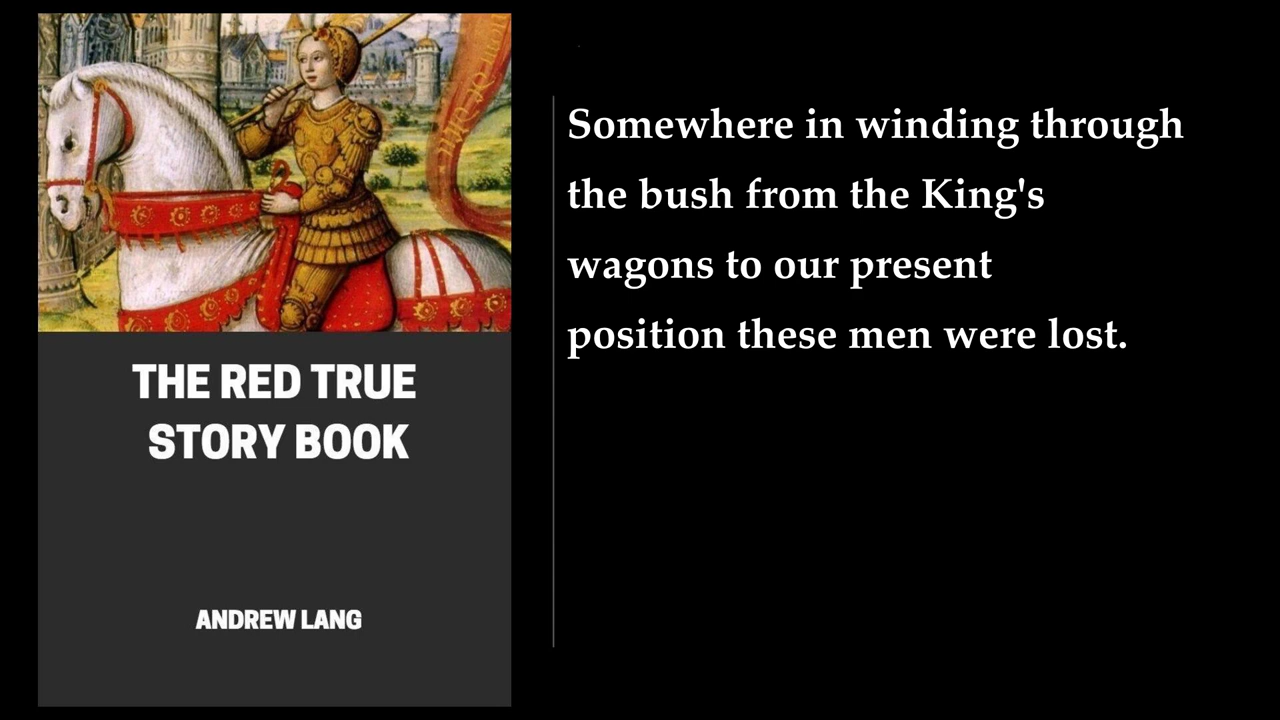 THE RED TRUE
STORY BOOK
ANDREW LANG
Somewhere in winding through
the bush from the King's
wagons to our present
position these men were lost.